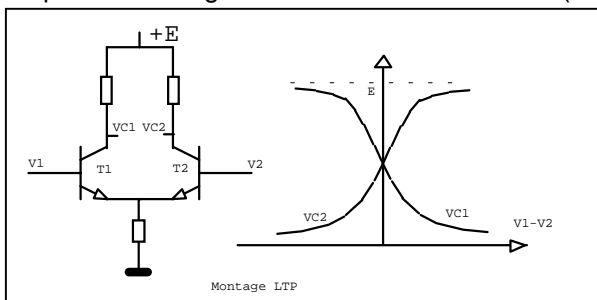 +E
VC1 VC2
V1 T1 T2 V2
E
VC2 VC1 V1-V2
Montage LTP